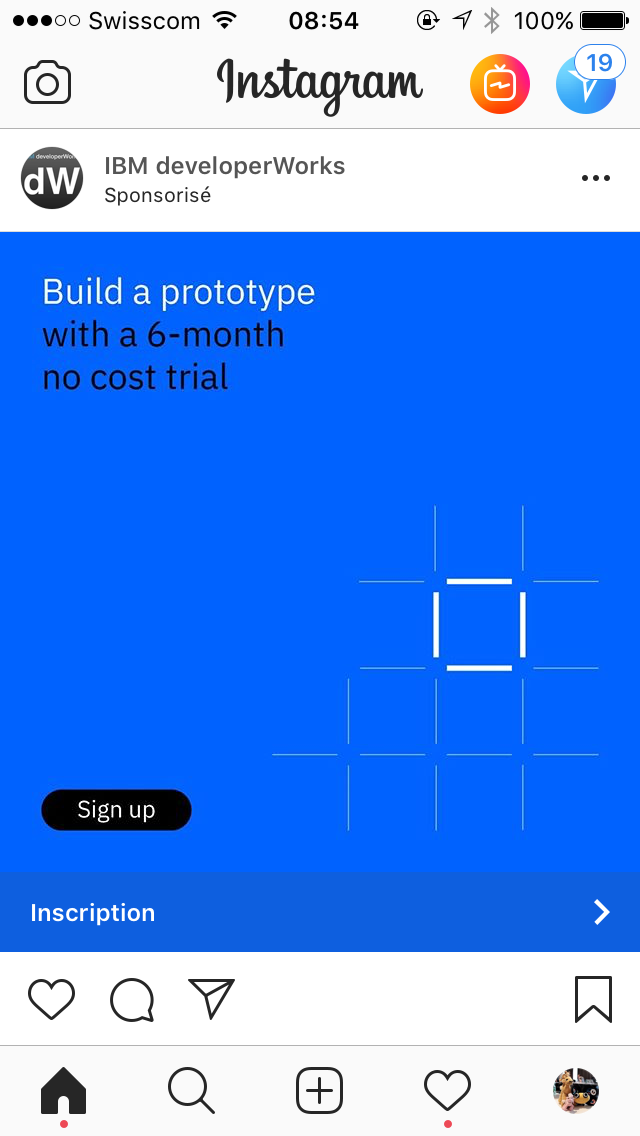 Swisscom 08:54 100%
Instagram
19
developerWor
dW
IBM developerWorks
Sponsorisé
Build a prototype
with a 6-month
no cost trial
Sign up
Inscription